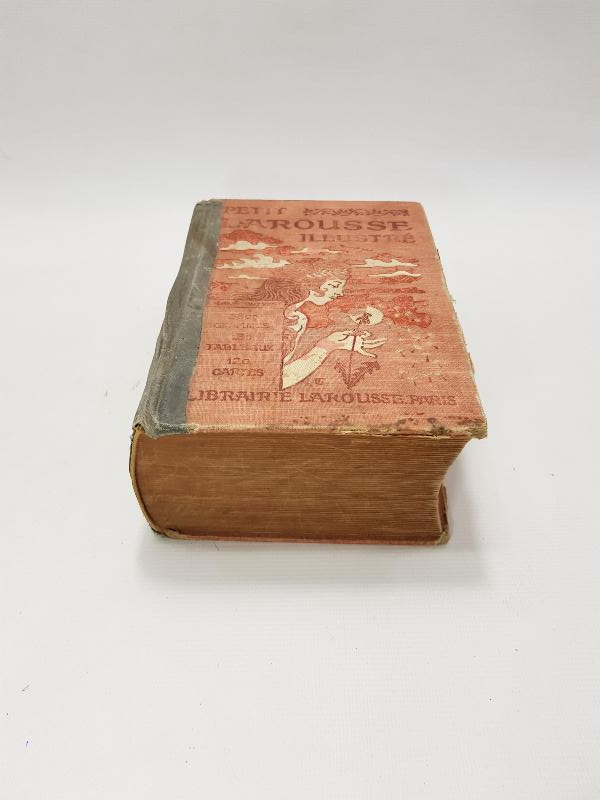 PETIT
LAROUSSE
ILLUSTRÉ
TABLEAUX
120
CARTES
LIBRAIRIE LAROUSSE.PARIS